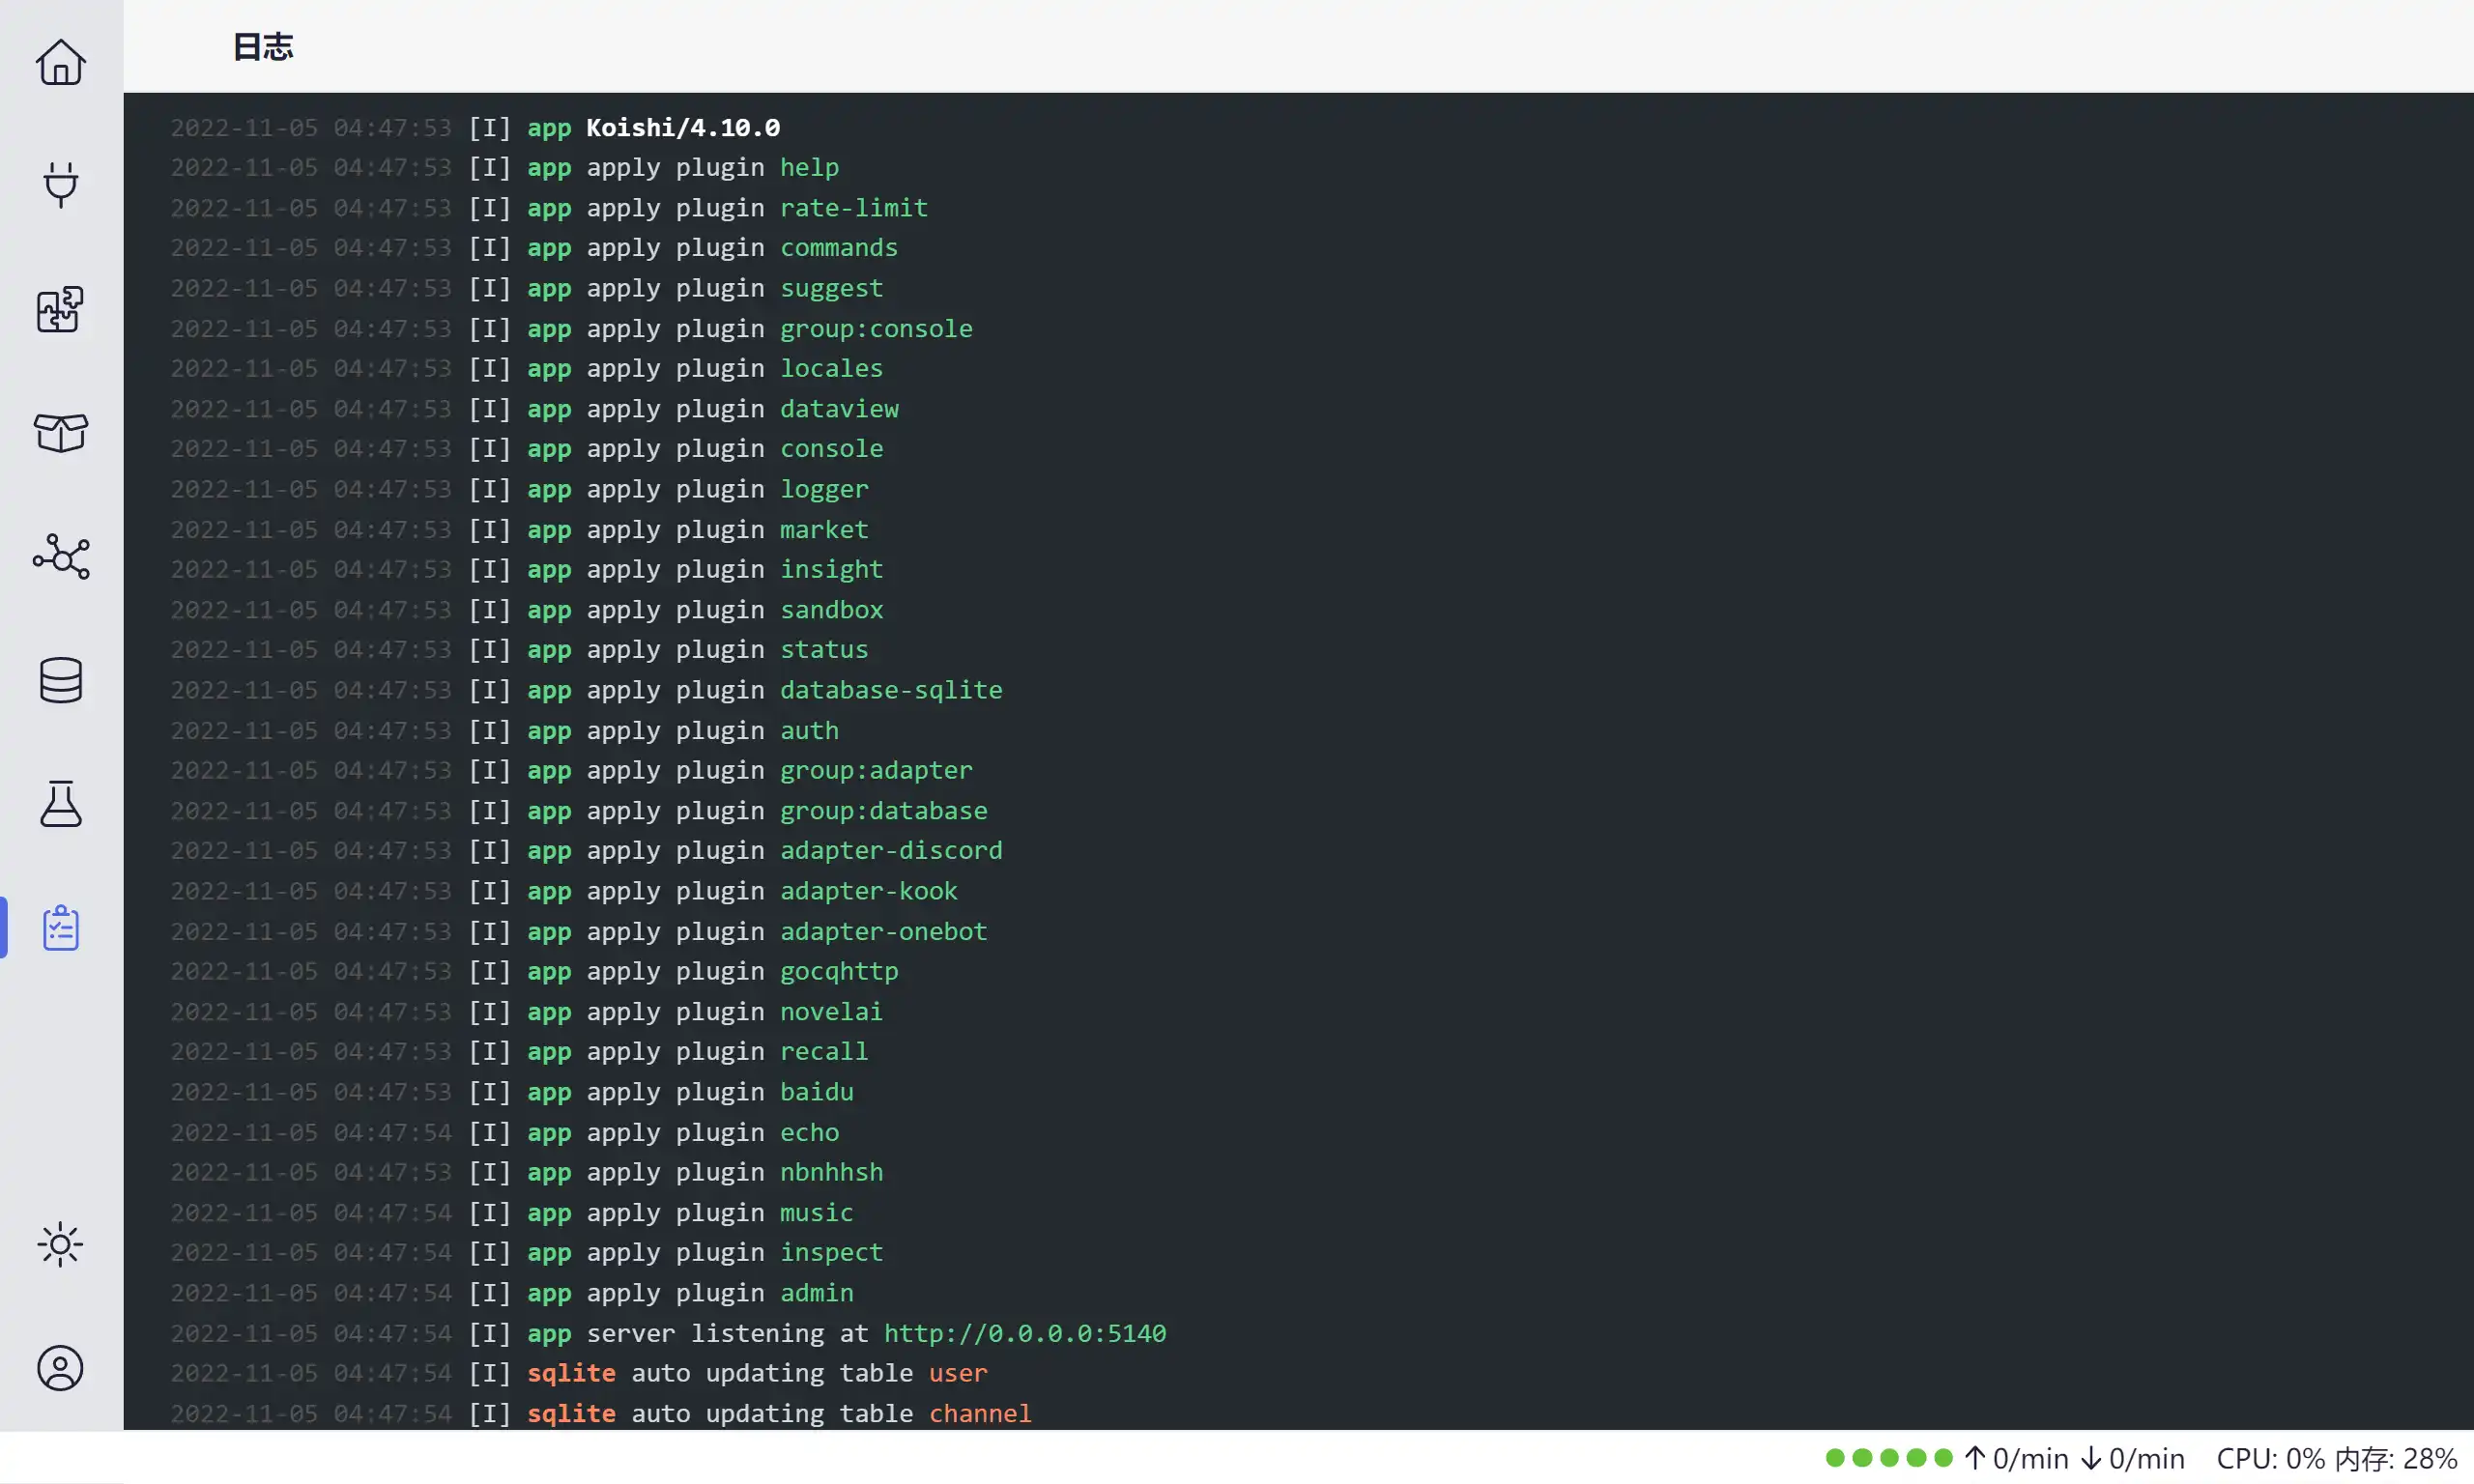 日志
2022-11-05 04:47:53 [I] app Koishi/4.10.0
2022-11-05 04:47:53 [I] app apply plugin help
2022-11-05 04:47:53 [I] app apply plugin rate-limit
2022-11-05 04:47:53 [I] app apply plugin commands
2022-11-05 04:47:53 [I] app apply plugin suggest
2022-11-05 04:47:53 [I] app apply plugin group:console
2022-11-05 04:47:53 [I] app apply plugin locales
2022-11-05 04:47:53 [I] app apply plugin dataview
2022-11-05 04:47:53 [I] app apply plugin console
2022-11-05 04:47:53 [I] app apply plugin logger
2022-11-05 04:47:53 [I] app apply plugin market
2022-11-05 04:47:53 [I] app apply plugin insight
2022-11-05 04:47:53 [I] app apply plugin sandbox
2022-11-05 04:47:53 [I] app apply plugin status
2022-11-05 04:47:53 [I] app apply plugin database-sqlite
2022-11-05 04:47:53 [I] app apply plugin auth
2022-11-05 04:47:53 [I] app apply plugin group:adapter
2022-11-05 04:47:53 [I] app apply plugin group:database
2022-11-05 04:47:53 [I] app apply plugin adapter-discord
2022-11-05 04:47:53 [I] app apply plugin adapter-kook
2022-11-05 04:47:53 [I] app apply plugin adapter-onebot
2022-11-05 04:47:53 [I] app apply plugin gocqhttp
2022-11-05 04:47:53 [I] app apply plugin novelai
2022-11-05 04:47:53 [I] app apply plugin recall
2022-11-05 04:47:53 [I] app apply plugin baidu
2022-11-05 04:47:54 [I] app apply plugin echo
2022-11-05 04:47:53 [I] app apply plugin nbnhhsh
2022-11-05 04:47:54 [I] app apply plugin music
2022-11-05 04:47:54 [I] app apply plugin inspect
2022-11-05 04:47:54 [I] app apply plugin admin
2022-11-05 04:47:54 [I] app server listening at http://0.0.0.0:5140
2022-11-05 04:47:54 [I] sqlite auto updating table user
2022-11-05 04:47:54 [I] sqlite auto updating table channel
↑ 0/min ↓ 0/min CPU: 0% 内存: 28%